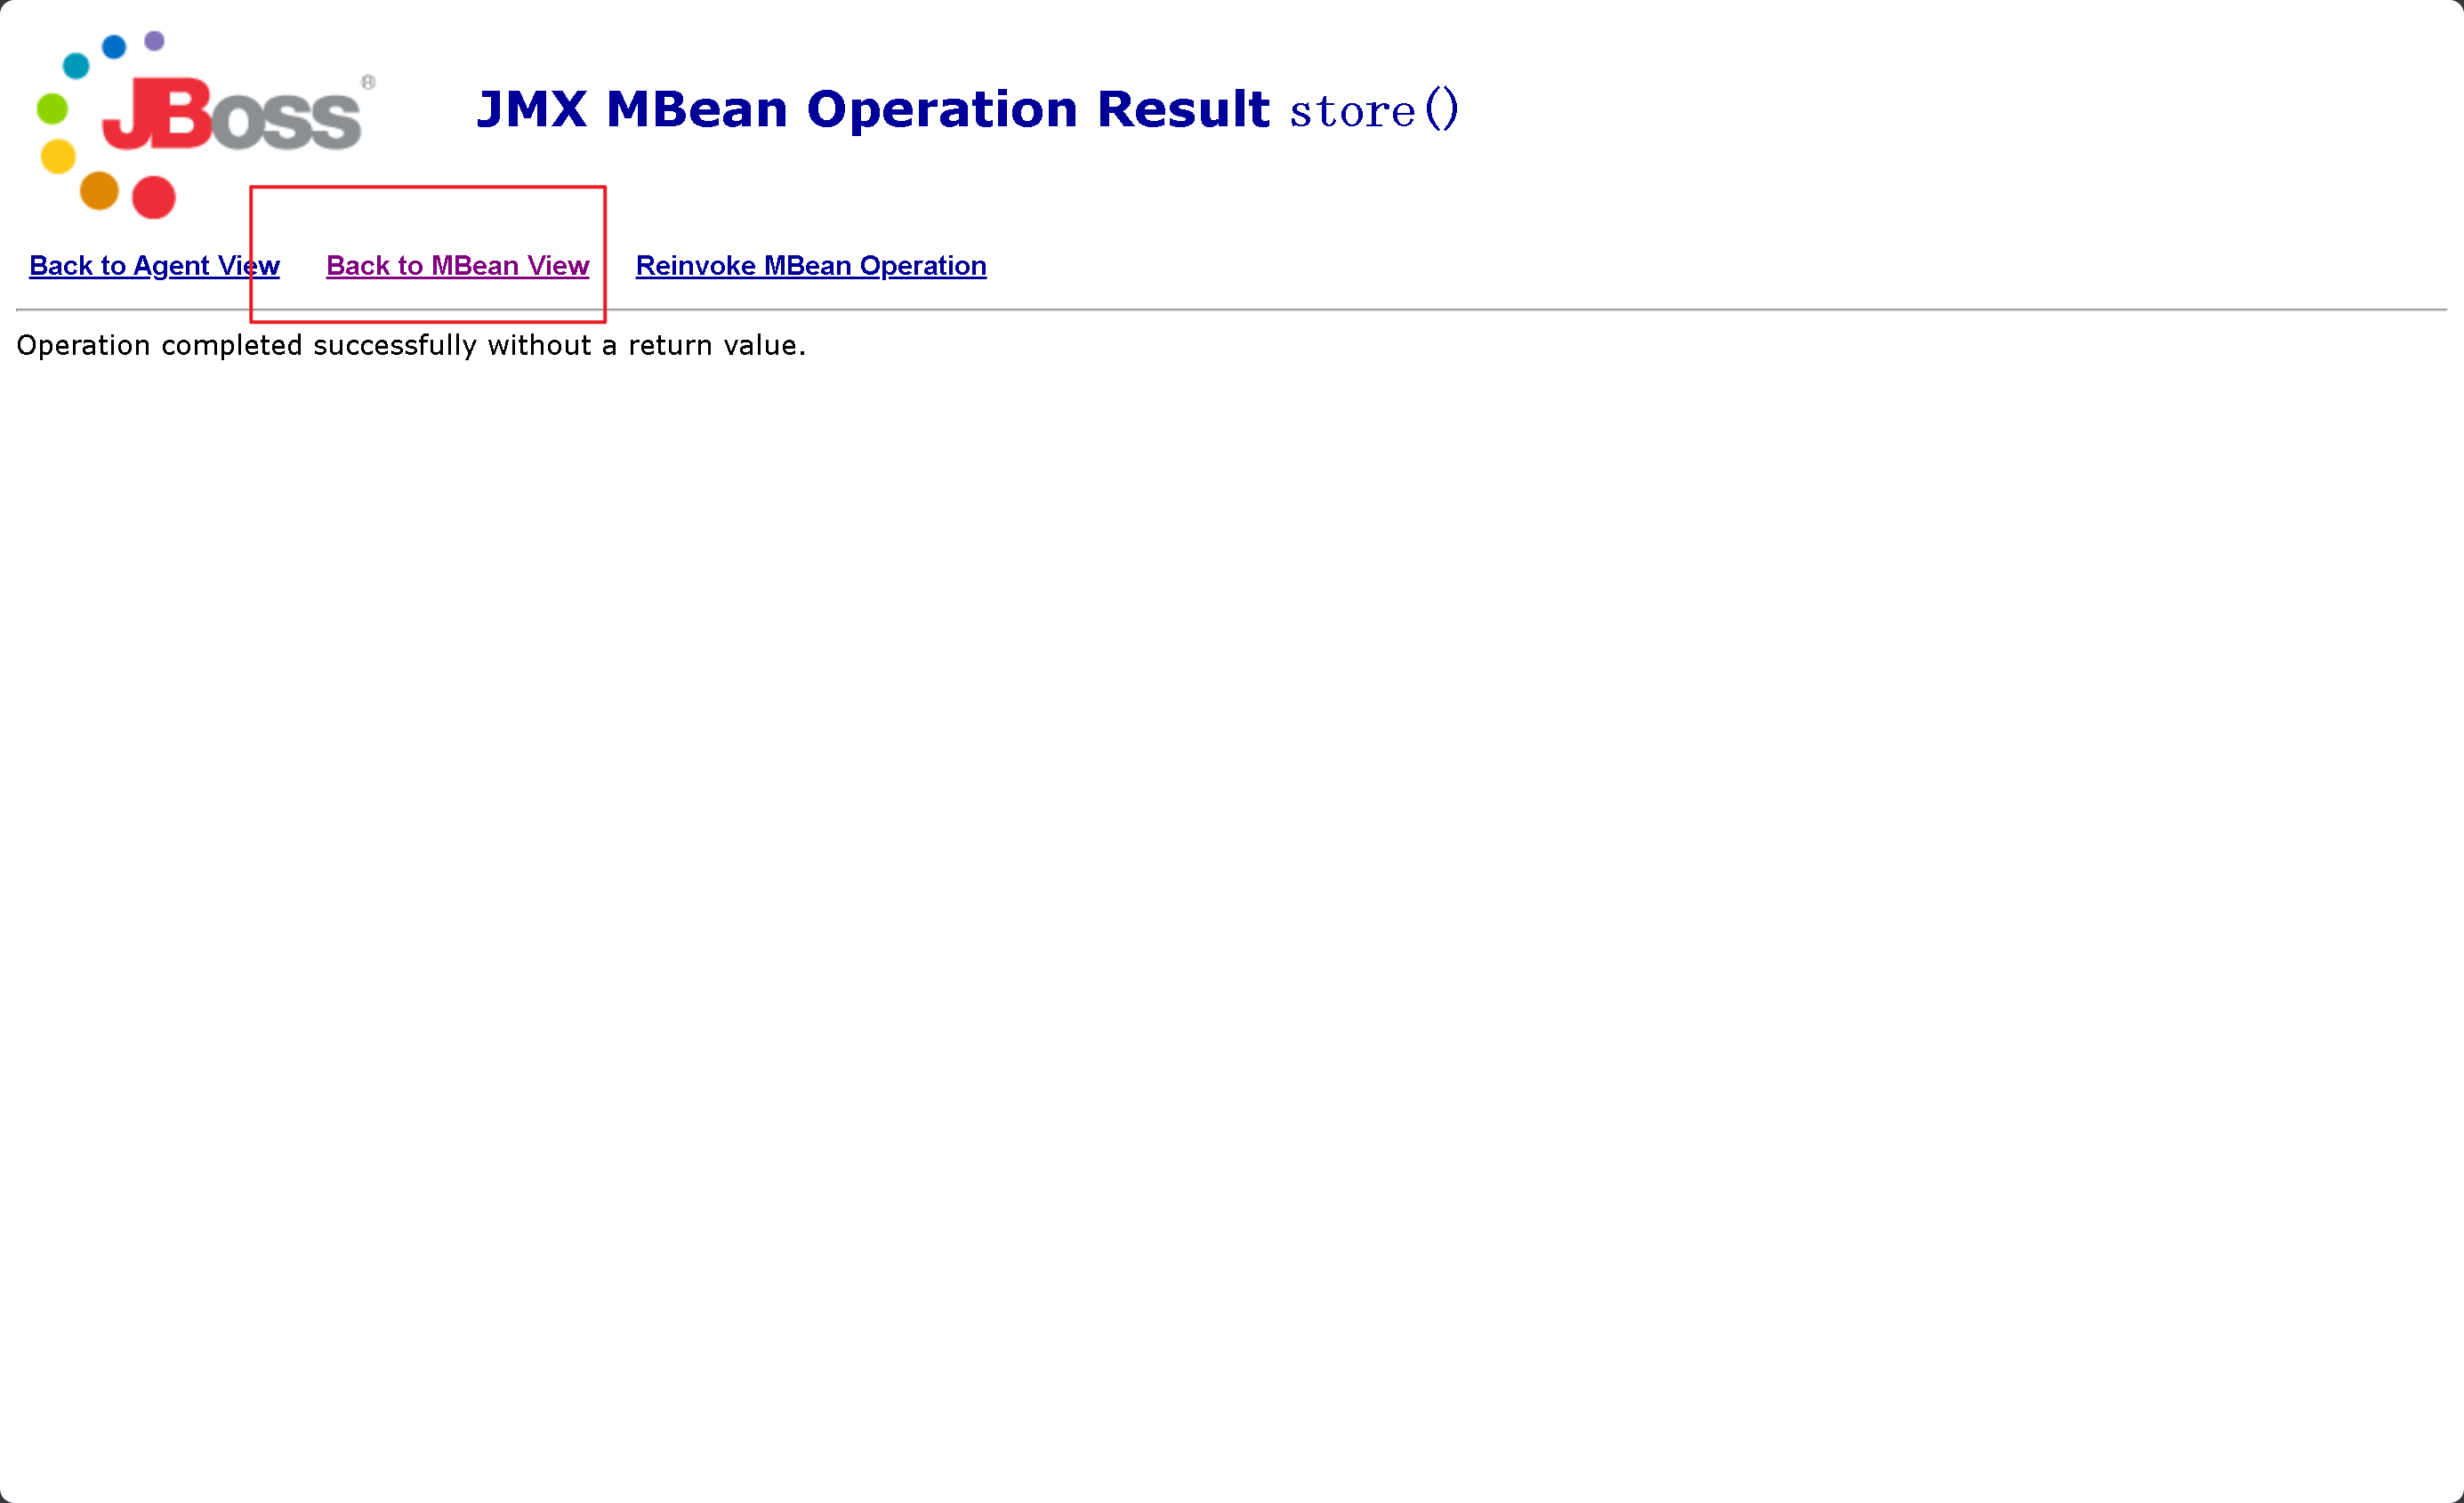 JBoss®
JMX MBean Operation Result store()
Back to Agent View Back to MBean View Reinvoke MBean Operation
Operation completed successfully without a return value.